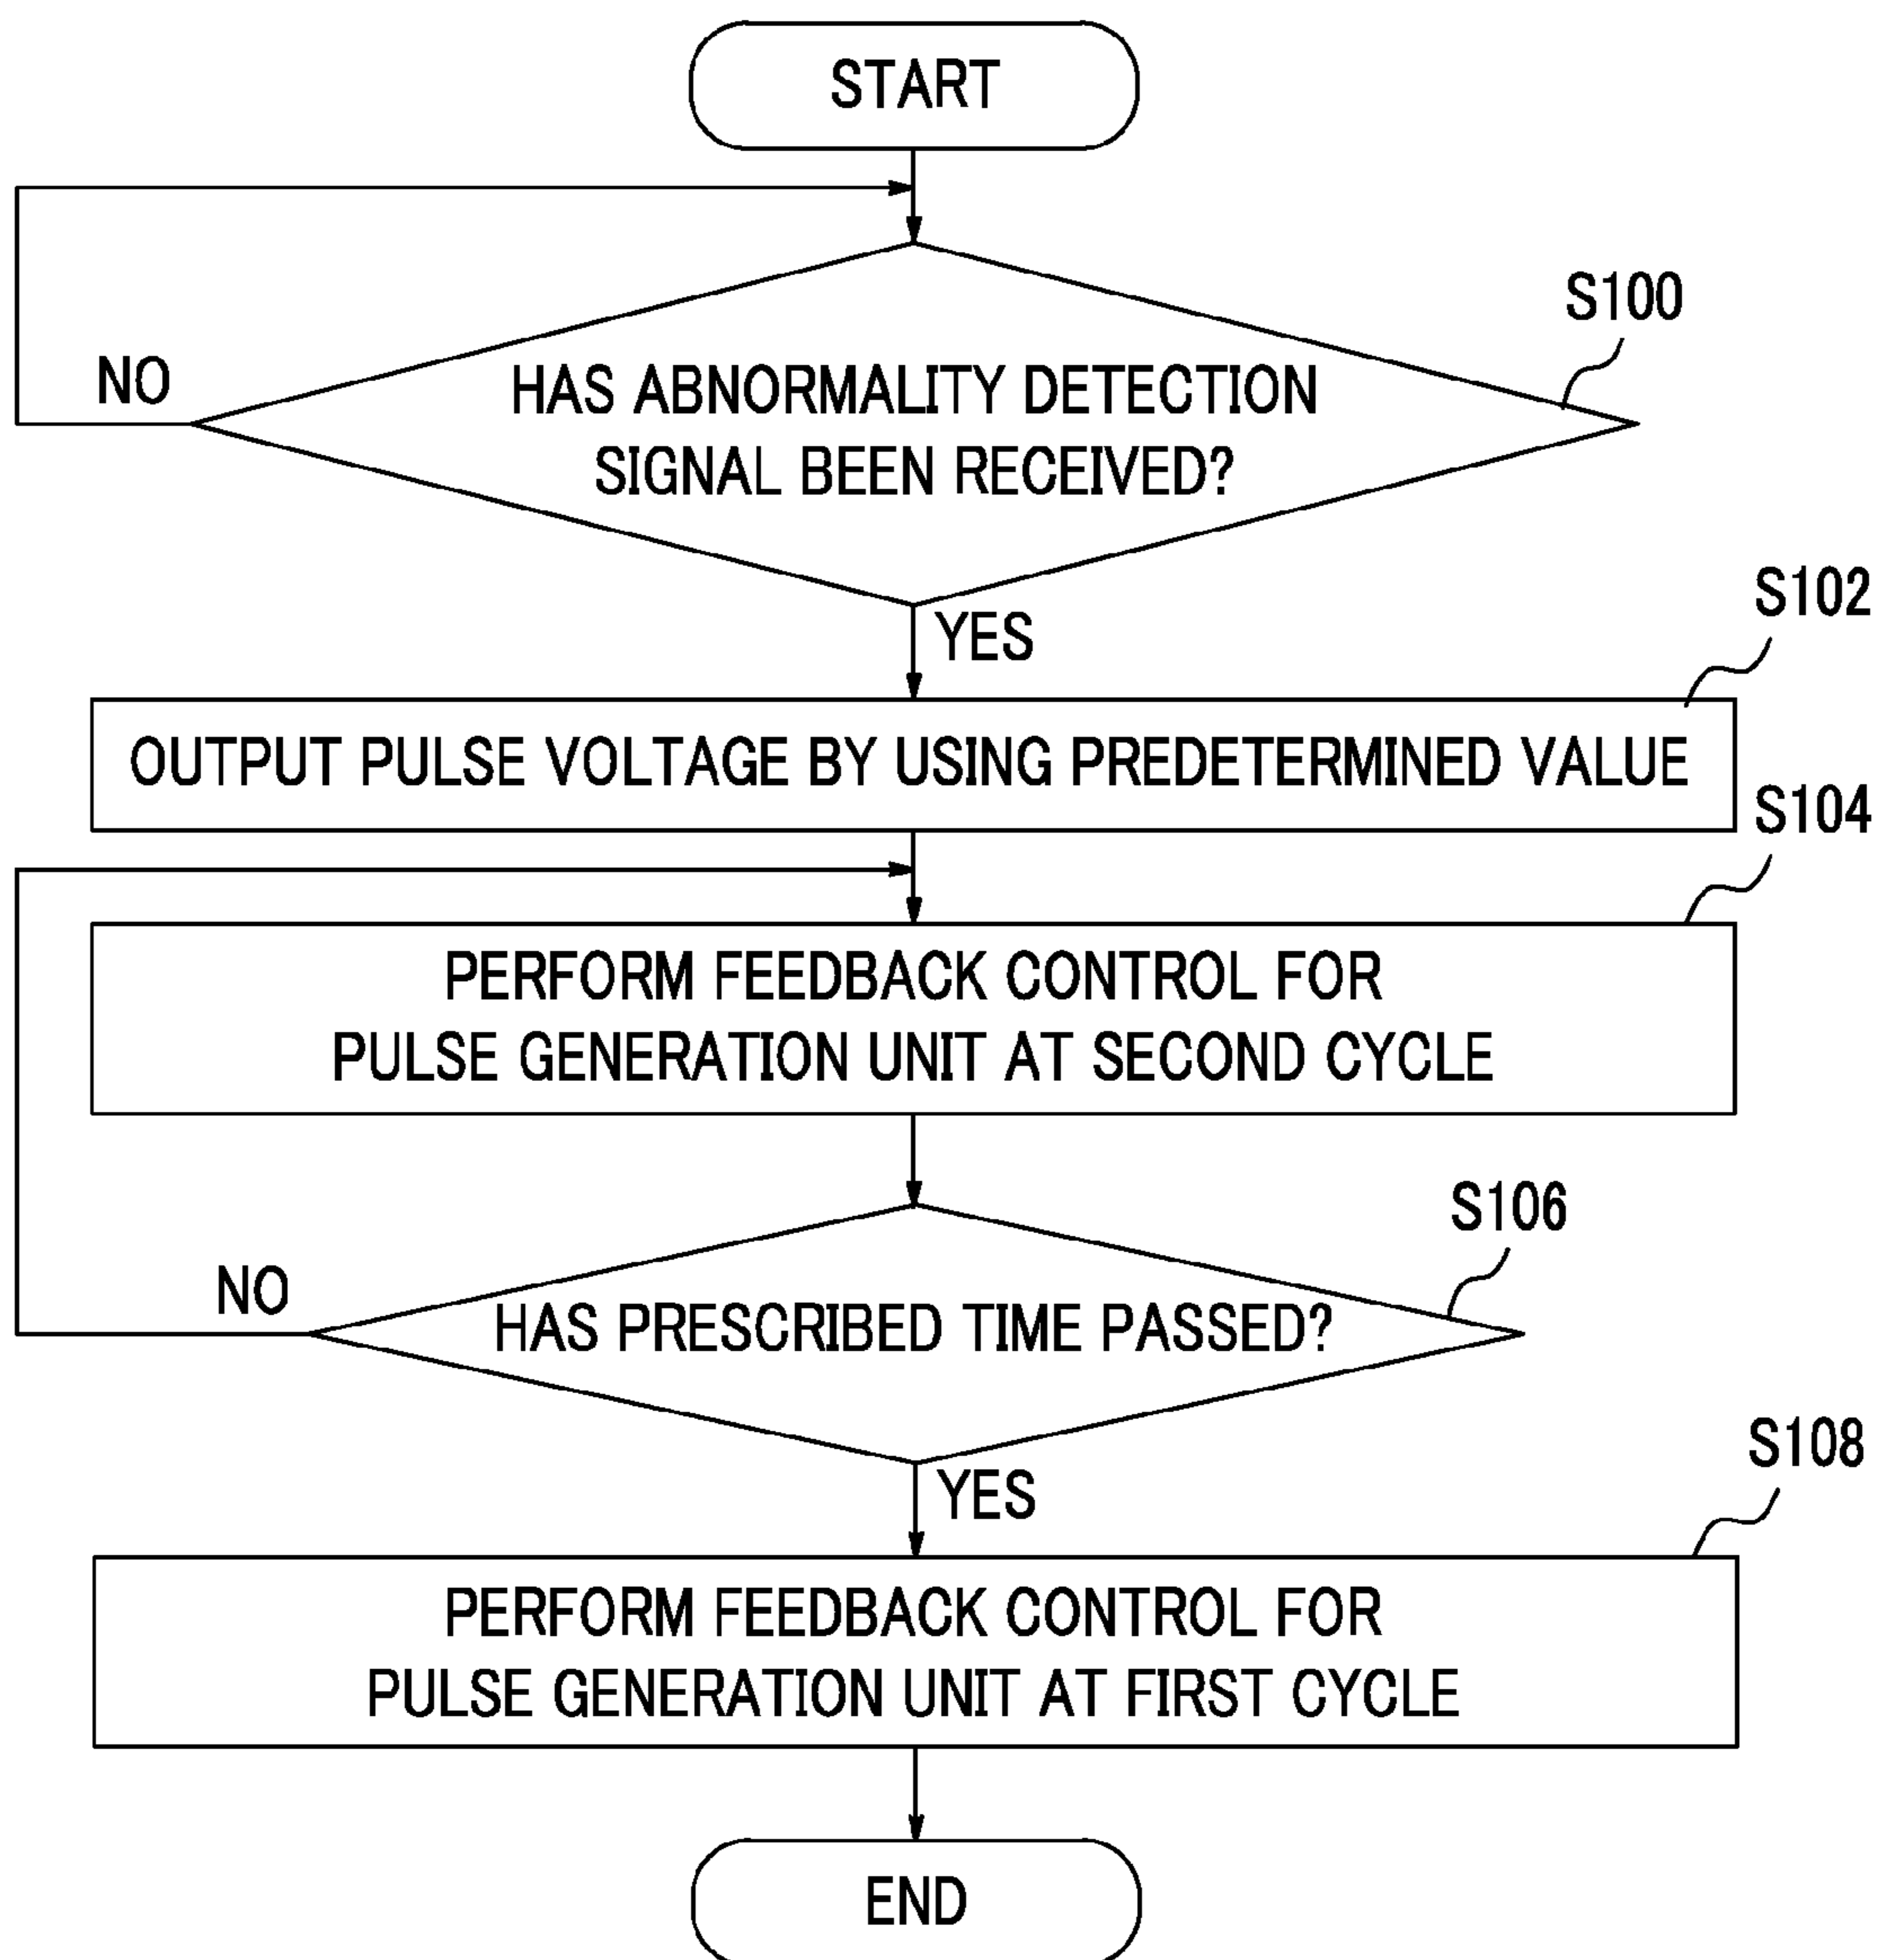 START
S100
NO
HAS ABNORMALITY DETECTION
SIGNAL BEEN RECEIVED?
YES
S102
OUTPUT PULSE VOLTAGE BY USING PREDETERMINED VALUE
S104
PERFORM FEEDBACK CONTROL FOR
PULSE GENERATION UNIT AT SECOND CYCLE
S106
NO
HAS PRESCRIBED TIME PASSED?
YES
S108
PERFORM FEEDBACK CONTROL FOR
PULSE GENERATION UNIT AT FIRST CYCLE
END